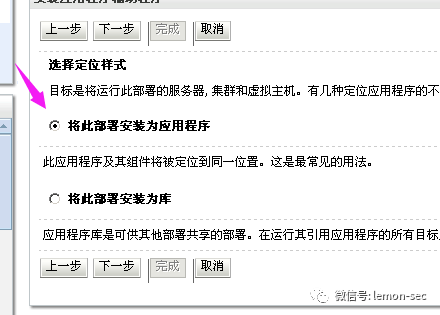 上一步 下一步 完成 取消
选择定位样式
目标是将运行此部署的服务器, 集群和虚拟主机。有几种定位应用程序的不
将此部署安装为应用程序
此应用程序及其组件将被定位到同一位置。这是最常见的用法。
将此部署安装为库
应用程序库是可供其他部署共享的部署。在运行其引用应用程序的所有目标
上一步 下一步 完成 取消
微信号: lemon-sec